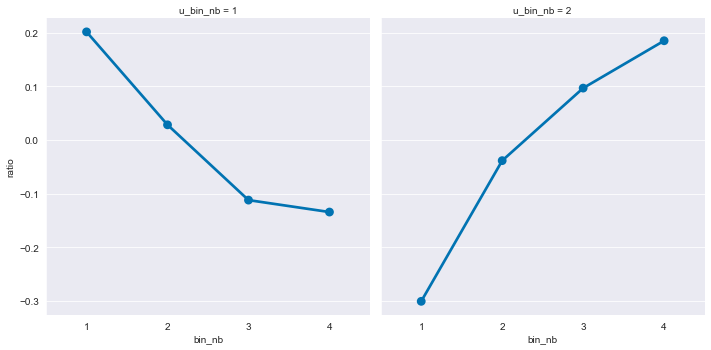 u_bin_nb = 1
u_bin_nb = 2
ratio
0.2
0.1
0.0
−0.1
−0.2
−0.3
1 2 3 4
1 2 3 4
bin_nb
bin_nb